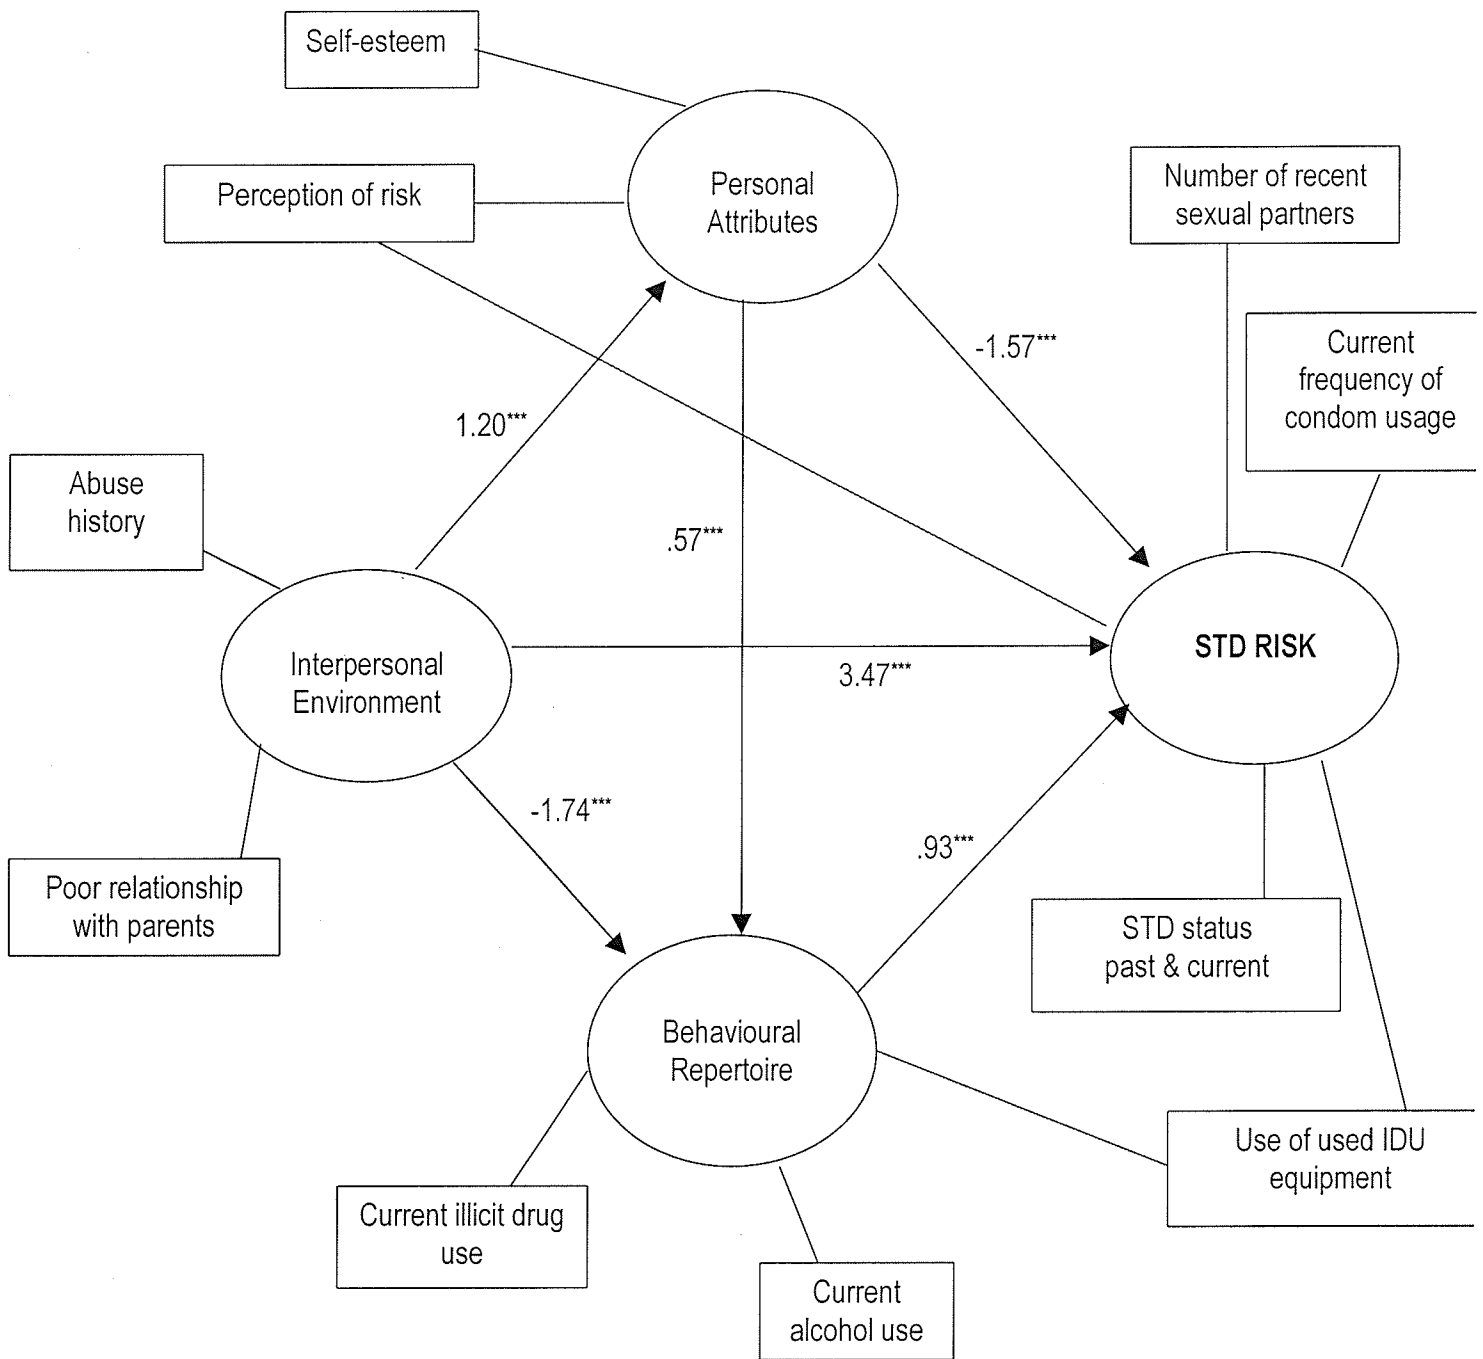 Self-esteem
Perception of risk
Personal
Attributes
Number of recent
sexual partners
Current
frequency of
condom usage
-1.57***
1.20***
Abuse
history
.57***
Interpersonal
Environment
STD RISK
3.47***
-1.74***
.93***
Poor relationship
with parents
STD status
past & current
Behavioural
Repertoire
Use of used IDU
equipment
Current illicit drug
use
Current
alcohol use